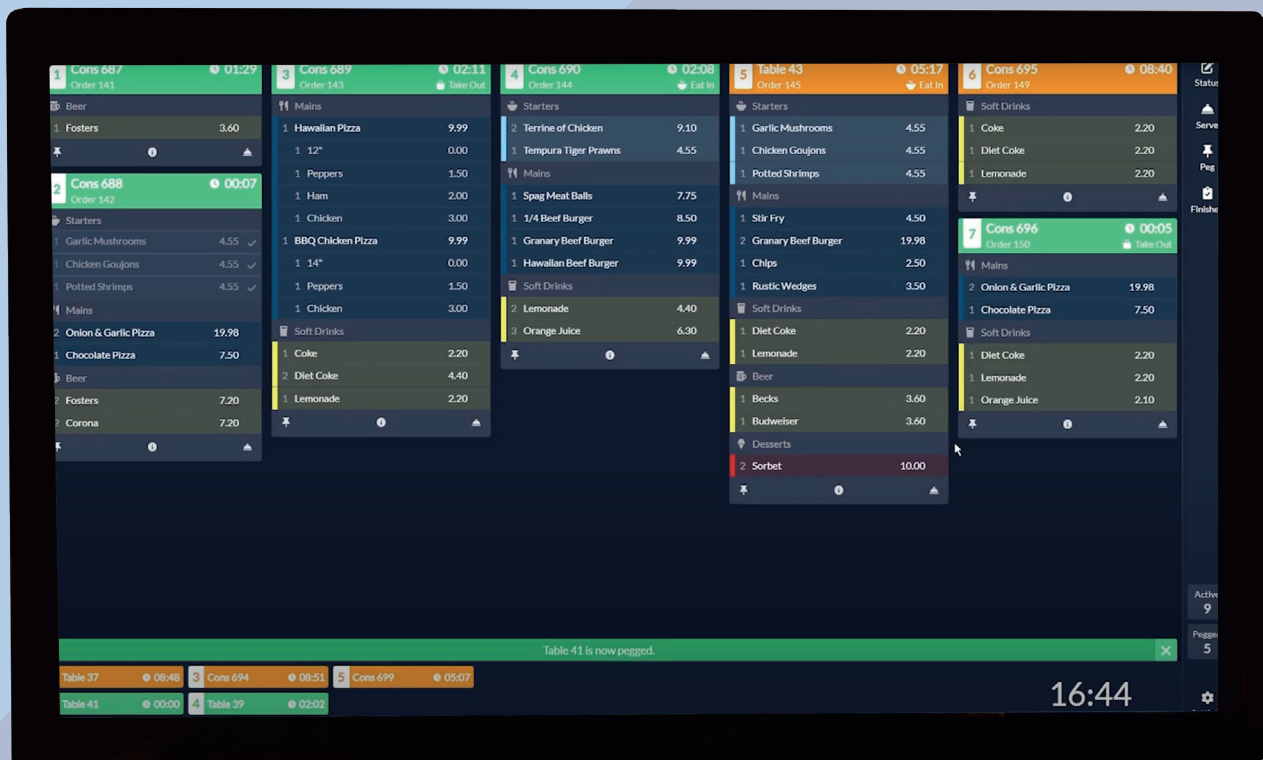 1 Cons 687 01:29
Order 141
Beer
1 Fosters 3.60
2 Cons 688 00:07
Order 142
Starters
1 Garlic Mushrooms 4.55
1 Chicken Goujons 4.55
1 Potted Shrimps 4.55
Mains
2 Onion & Garlic Pizza 19.98
1 Chocolate Pizza 7.50
Beer
2 Fosters 7.20
2 Corona 7.20
3 Cons 689 02:11
Order 143 Take Out
Mains
1 Hawaiian Pizza 9.99
1 12" 0.00
1 Peppers 1.50
1 Ham 2.00
1 Chicken 3.00
1 BBQ Chicken Pizza 9.99
1 14" 0.00
1 Peppers 1.50
1 Chicken 3.00
Soft Drinks
1 Coke 2.20
2 Diet Coke 4.40
1 Lemonade 2.20
4 Cons 690 02:08
Order 144 Eat In
Starters
2 Terrine of Chicken 9.10
1 Tempura Tiger Prawns 4.55
Mains
1 Spag Meat Balls 7.75
1 1/4 Beef Burger 8.50
1 Granary Beef Burger 9.99
1 Hawaiian Beef Burger 9.99
Soft Drinks
2 Lemonade 4.40
3 Orange Juice 6.30
5 Table 43 05:17
Order 145 Eat In
Starters
1 Garlic Mushrooms 4.55
1 Chicken Goujons 4.55
1 Potted Shrimps 4.55
Mains
1 Stir Fry 4.50
2 Granary Beef Burger 19.98
1 Chips 2.50
1 Rustic Wedges 3.50
Soft Drinks
1 Diet Coke 2.20
1 Lemonade 2.20
Beer
1 Becks 3.60
1 Budweiser 3.60
Desserts
2 Sorbet 10.00
6 Cons 695 08:40
Order 149
Soft Drinks
1 Coke 2.20
1 Diet Coke 2.20
1 Lemonade 2.20
7 Cons 696 00:05
Order 150 Take Out
Mains
2 Onion & Garlic Pizza 19.98
1 Chocolate Pizza 7.50
Soft Drinks
1 Diet Coke 2.20
1 Lemonade 2.20
1 Orange Juice 2.10
Status
Serve
Peg
Finishe
Active
9
Pegge
5
Table 41 is now pegged.
Table 37 08:48 3 Cons 694 08:51 5 Cons 699 05:07
Table 41 00:00 4 Table 39 02:02
16:44